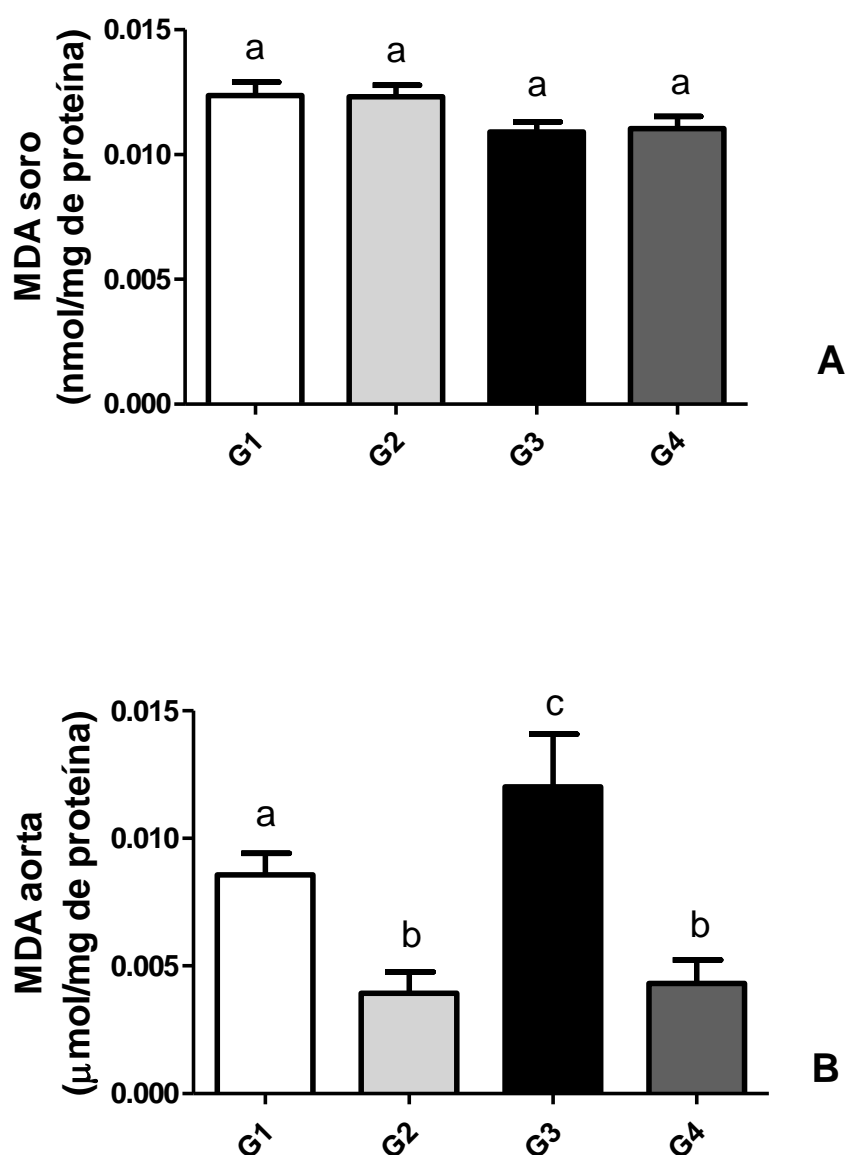 MDA soro
(nmol/mg de proteína)
0.015
0.010
0.005
0.000
a
a
a
a
G1
G2
G3
G4
A
MDA aorta
(μmol/mg de proteína)
0.015
0.010
0.005
0.000
a
b
c
b
G1
G2
G3
G4
B